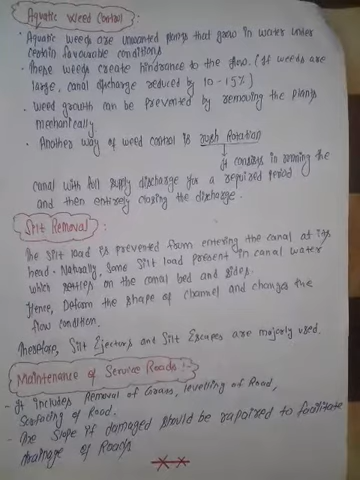 Aquatic Weed Control :
• Aquatic weeds are unwanted plants that grow in water under
certain favourable conditions
• These weeds create hindrance to the flow. (If weeds are
large, canal discharge reduced by 10-15%)
• Weed growth can be prevented by removing the plants
mechanically
• Another way of weed control is rush rotation
It consists in running the
canal with full supply discharge for a required period
and then entirely closing the discharge.
Silt Removal :
The silt load is prevented form entering the canal at its
head. Naturally, some silt load present in canal water
which settles on the canal bed and sides.
Hence, Deform the shape of channel and changes the
flow condition.
Therefore, Silt Ejectors and Silt Escapes are majorly used.
Maintenance of Service Roads :-
- It includes Removal of Grass, levelling of Road,
Surfacing of Road.
- The Slope if damaged should be rapaired to facilitate
drainage of Roads